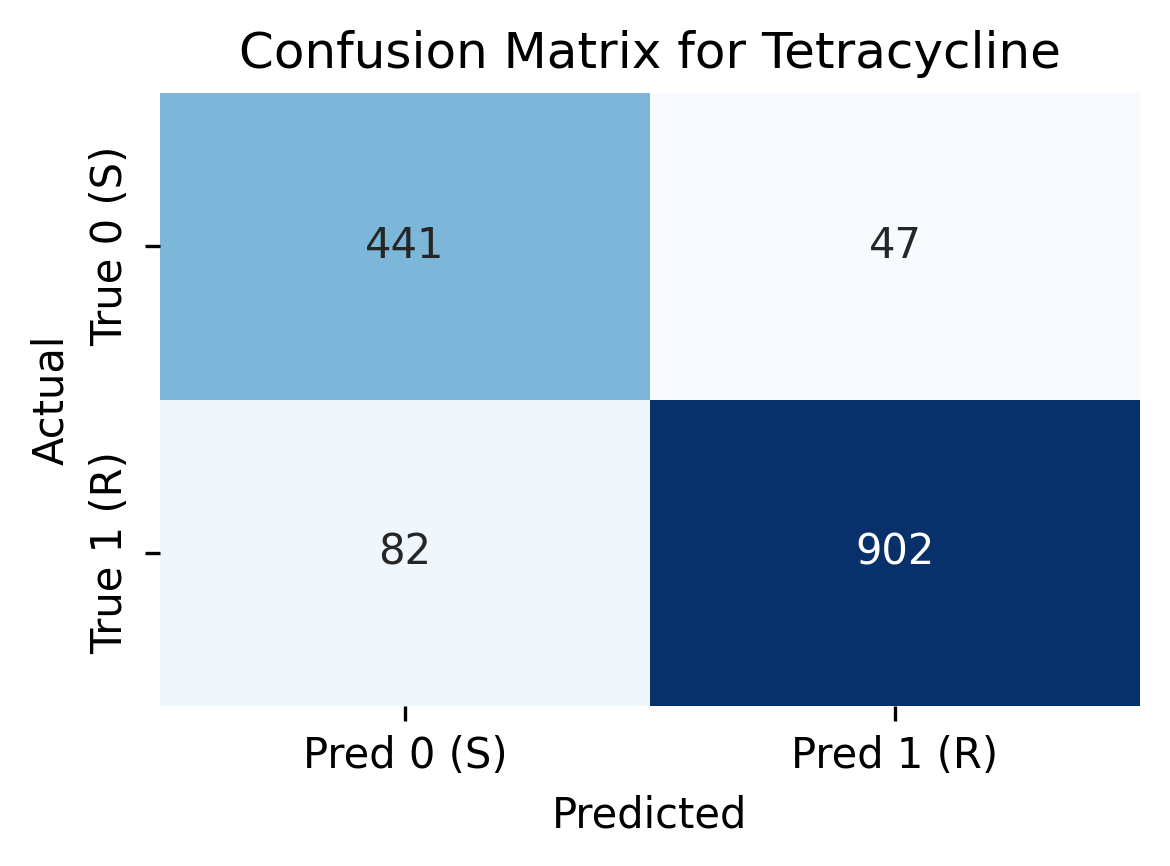 Confusion Matrix for Tetracycline
Actual
True 0 (S)
441
47
True 1 (R)
82
902
Pred 0 (S)
Pred 1 (R)
Predicted